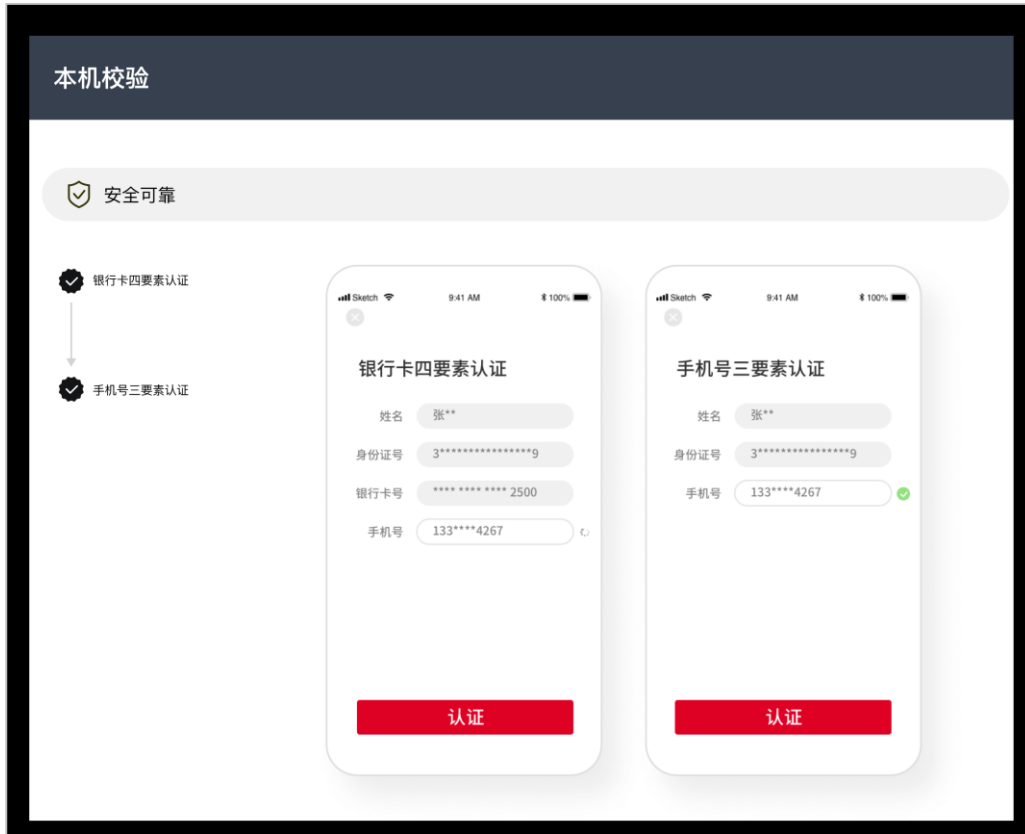 本机校验
安全可靠
银行卡四要素认证
手机号三要素认证
Sketch 9:41 AM 100%
银行卡四要素认证
姓名 张**
身份证号 3****************9
银行卡号 **** **** **** 2500
手机号 133****4267
认证
Sketch 9:41 AM 100%
手机号三要素认证
姓名 张**
身份证号 3****************9
手机号 133****4267
认证